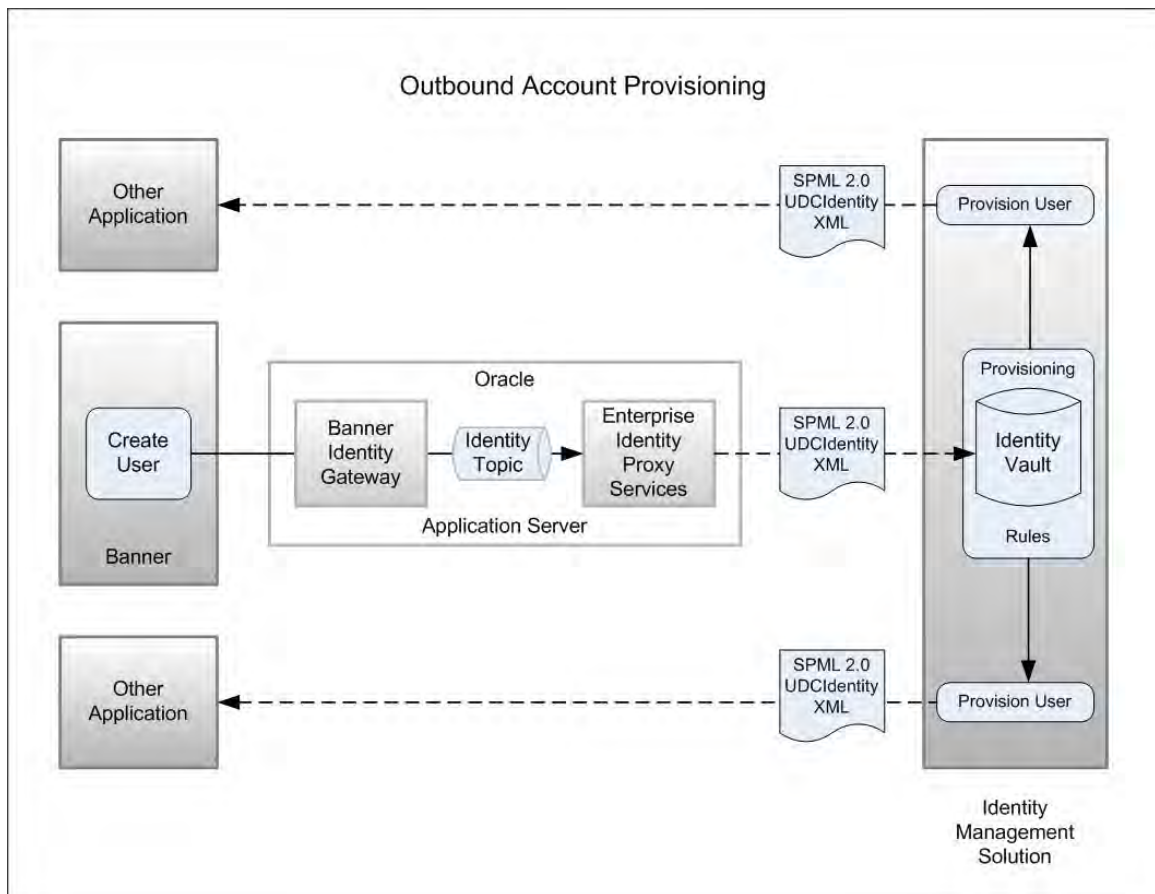 Outbound Account Provisioning
Other
Application
SPML 2.0
UDCIdentity
XML
Provision User
Create
User
Banner
Oracle
Banner
Identity
Gateway
Identity
Topic
Enterprise
Identity
Proxy
Services
Application Server
SPML 2.0
UDCIdentity
XML
Provisioning
Identity
Vault
Rules
Other
Application
SPML 2.0
UDCIdentity
XML
Provision User
Identity
Management
Solution